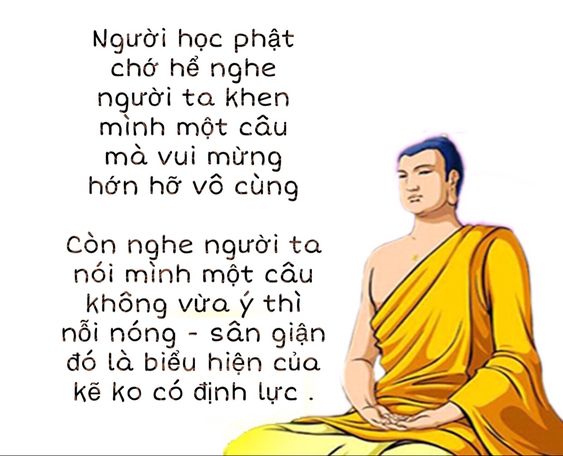 Người học phật
chớ hể nghe
người ta khen
mình một câu
mà vui mừng
hớn hỡ vô cùng
Còn nghe người ta
nói mình một câu
không vừa ý thì
nỗi nóng - sân giận
đó là biểu hiện của
kẽ ko có định lực .